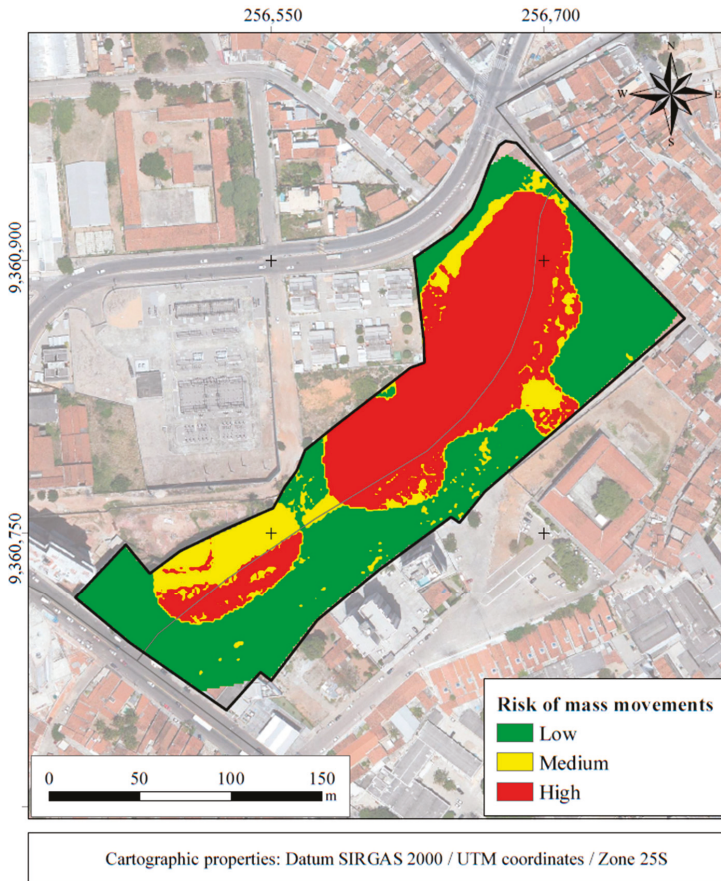 256,550 256,700
N
W E
S
9,360,900
9,360,750
Risk of mass movements
Low
Medium
High
0 50 100 150
m
Cartographic properties: Datum SIRGAS 2000 / UTM coordinates / Zone 25S